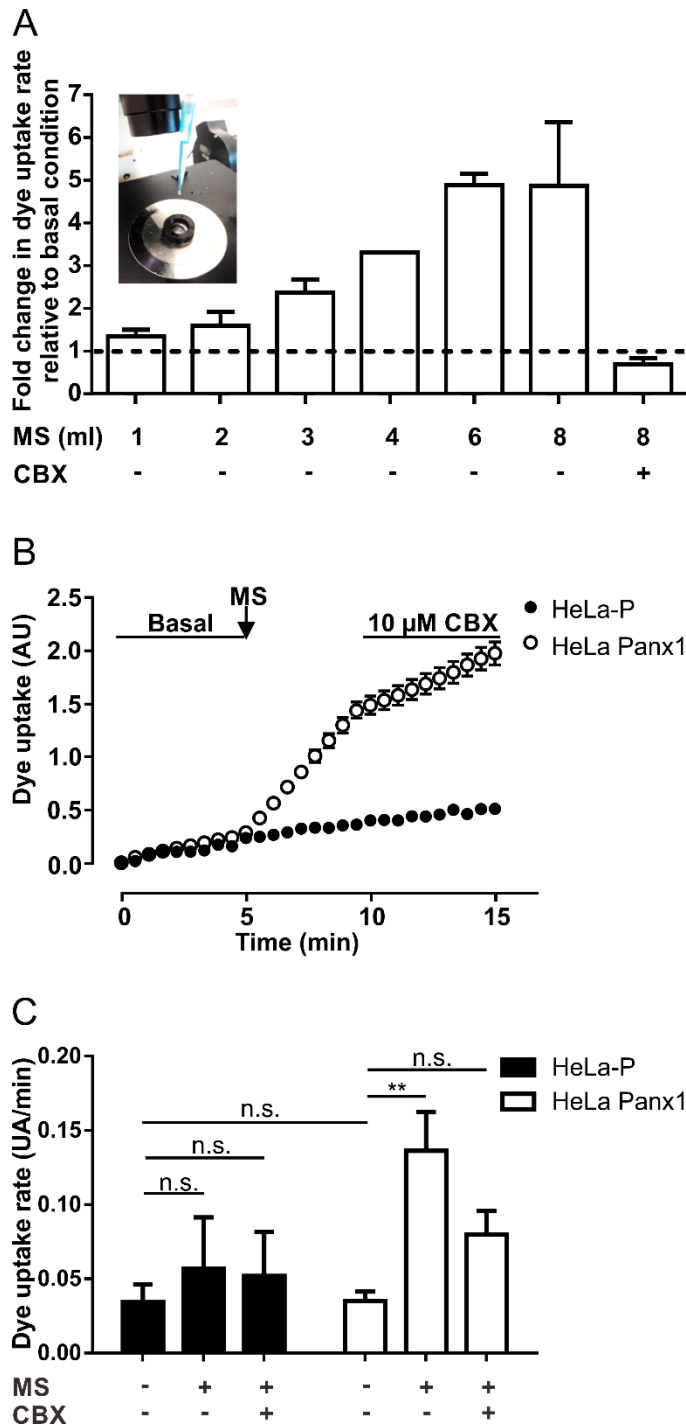 A
Fold change in dye uptake rate
relative to basal condition
7
6
5
4
3
2
1
0
MS (ml) 1 2 3 4 6 8 8
CBX - - - - - - +
B
Dye uptake (AU)
2.5
2.0
1.5
1.0
0.5
0.0
MS
Basal
10 µM CBX
HeLa-P
HeLa Panx1
0 5 10 15
Time (min)
C
Dye uptake rate (UA/min)
0.20
0.15
0.10
0.05
0.00
n.s.
**
n.s.
n.s.
n.s.
HeLa-P
HeLa Panx1
MS - + + - + +
CBX - - + - - +